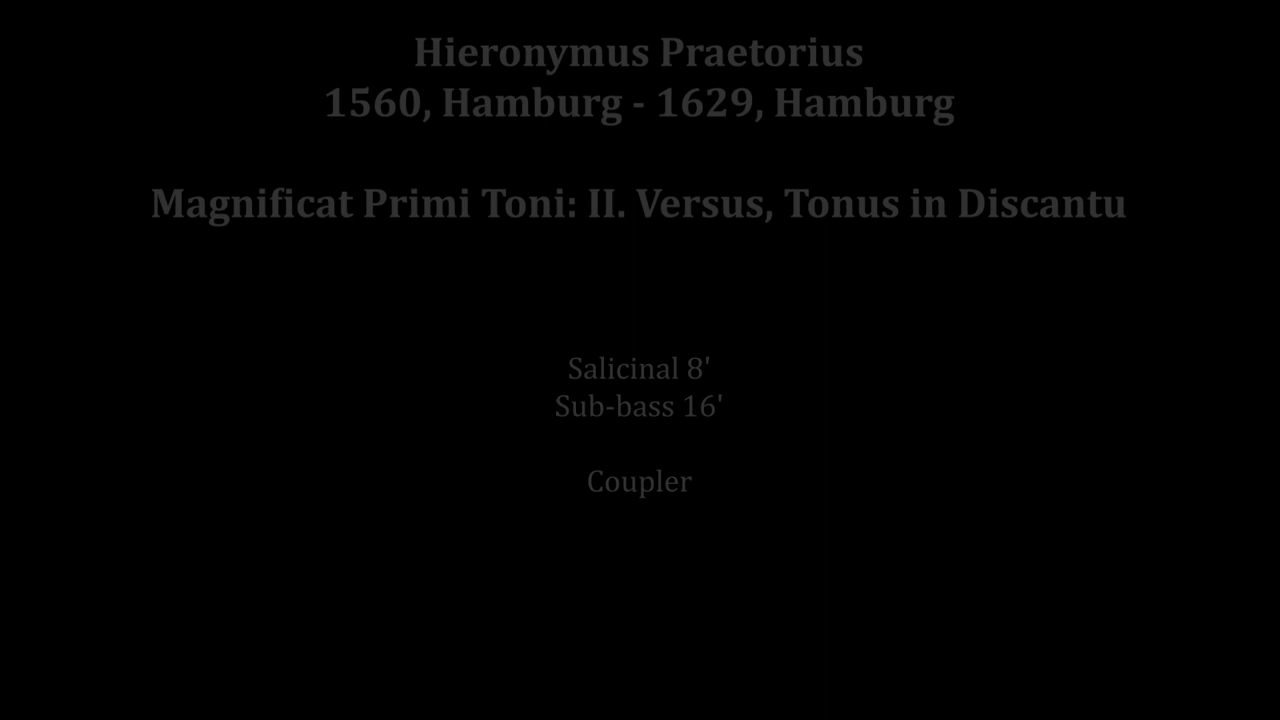 Hieronymus Praetorius
1560, Hamburg - 1629, Hamburg
Magnificat Primi Toni: II. Versus, Tonus in Discantu
Salicinal 8'
Sub-bass 16'
Coupler